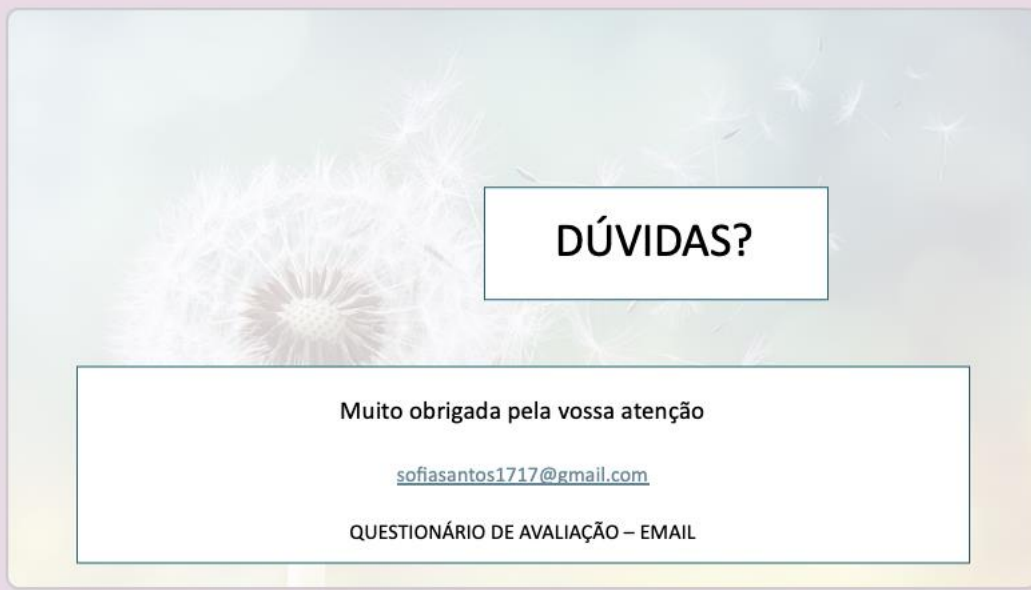 DÚVIDAS?
Muito obrigada pela vossa atenção
sofiasantos1717@gmail.com
QUESTIONÁRIO DE AVALIAÇÃO – EMAIL